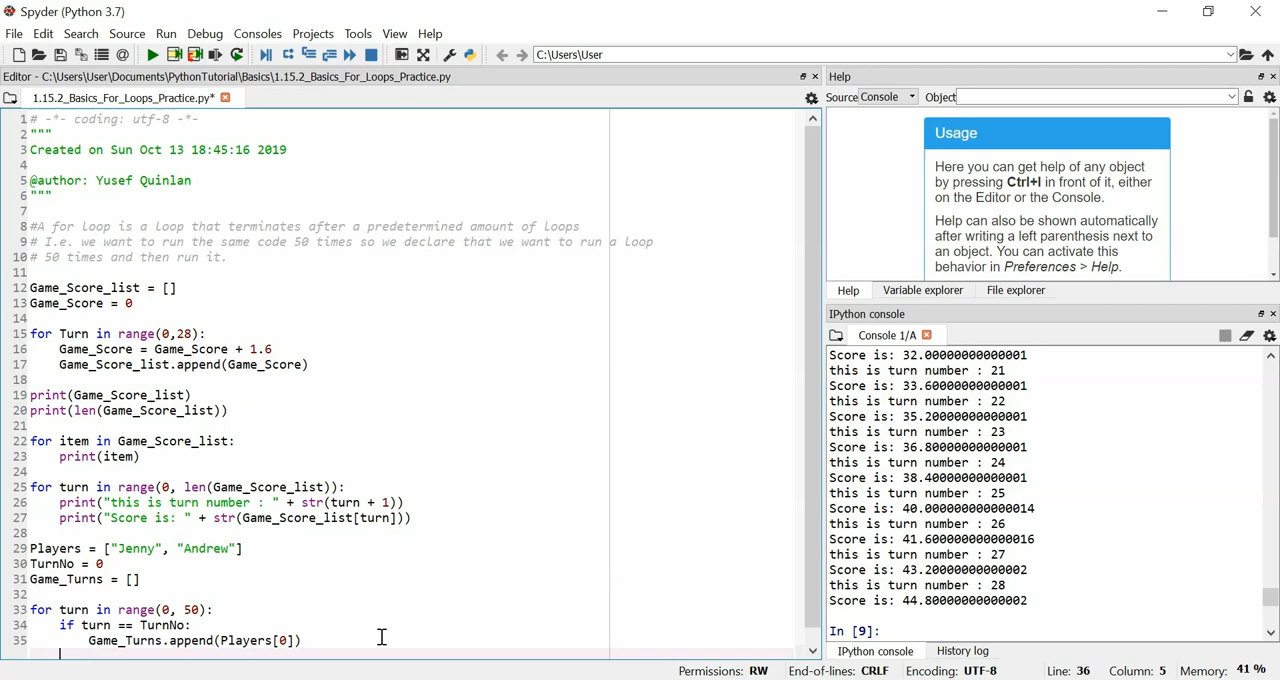 Spyder (Python 3.7)
File Edit Search Source Run Debug Consoles Projects Tools View Help
C:\Users\User
Editor - C:\Users\User\Documents\PythonTutorial\Basics\1.15.2_Basics_For_Loops_Practice.py
1.15.2_Basics_For_Loops_Practice.py*
1 # -*- coding: utf-8 -*-
2 """
3 Created on Sun Oct 13 18:45:16 2019
4
5 @author: Yusef Quinlan
6 """
7
8 #A for loop is a loop that terminates after a predetermined amount of loops
9 # I.e. we want to run the same code 50 times so we declare that we want to run a loop
10 # 50 times and then run it.
11
12 Game_Score_list = []
13 Game_Score = 0
14
15 for Turn in range(0,28):
16     Game_Score = Game_Score + 1.6
17     Game_Score_list.append(Game_Score)
18
19 print(Game_Score_list)
20 print(len(Game_Score_list))
21
22 for item in Game_Score_list:
23     print(item)
24
25 for turn in range(0, len(Game_Score_list)):
26     print("this is turn number : " + str(turn + 1))
27     print("Score is: " + str(Game_Score_list[turn]))
28
29 Players = ["Jenny", "Andrew"]
30 TurnNo = 0
31 Game_Turns = []
32
33 for turn in range(0, 50):
34     if turn == TurnNo:
35         Game_Turns.append(Players[0])
Help
Source Console Object
Usage
Here you can get help of any object
by pressing Ctrl+I in front of it, either
on the Editor or the Console.
Help can also be shown automatically
after writing a left parenthesis next to
an object. You can activate this
behavior in Preferences > Help.
Help Variable explorer File explorer
IPython console
Console 1/A
Score is: 32.00000000000001
this is turn number : 21
Score is: 33.60000000000001
this is turn number : 22
Score is: 35.20000000000001
this is turn number : 23
Score is: 36.80000000000001
this is turn number : 24
Score is: 38.40000000000001
this is turn number : 25
Score is: 40.000000000000014
this is turn number : 26
Score is: 41.600000000000016
this is turn number : 27
Score is: 43.20000000000002
this is turn number : 28
Score is: 44.80000000000002
In [9]:
IPython console History log
Permissions: RW End-of-lines: CRLF Encoding: UTF-8 Line: 36 Column: 5 Memory: 41 %